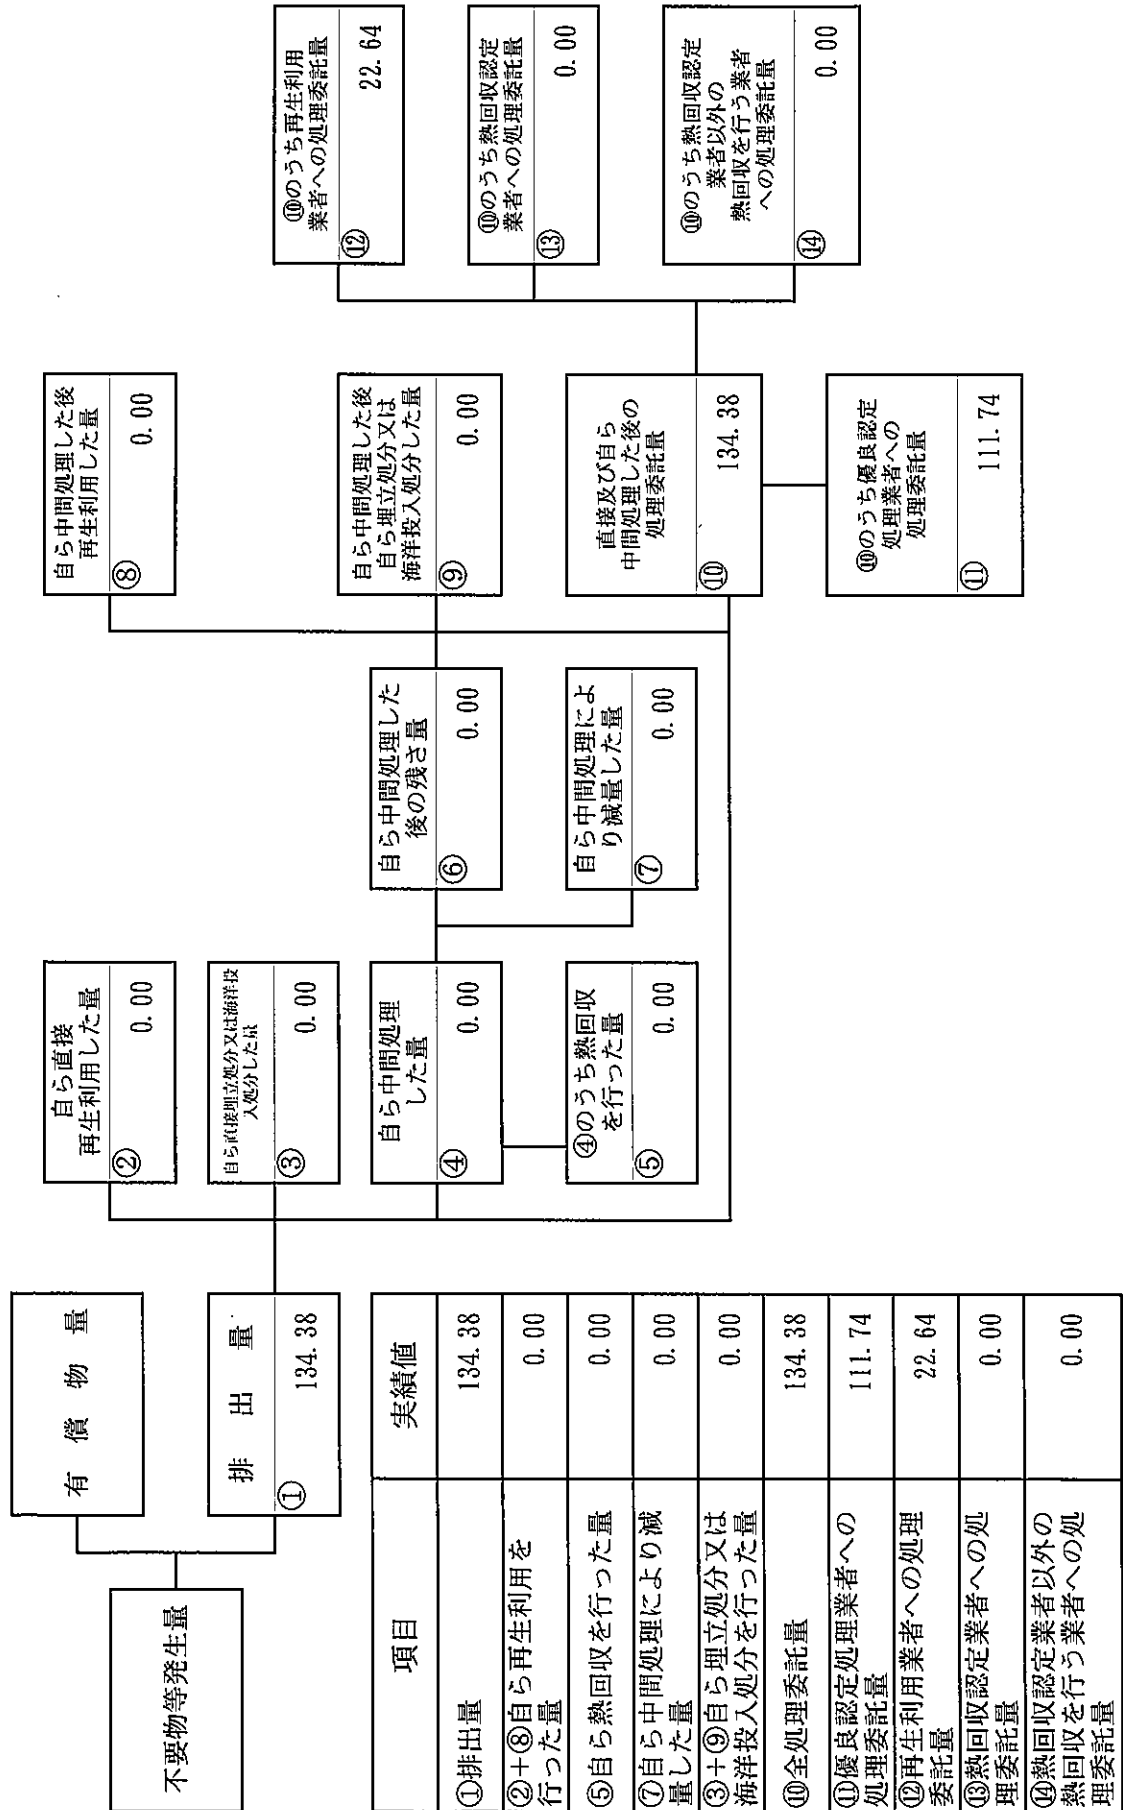 不要物等発生量
有償物量
排出量
① 134.38
自ら直接
再生利用した量
② 0.00
自ら直接埋立処分又は海洋投
入処分した量
③ 0.00
自ら中間処理
した量
④ 0.00
④のうち熱回収
を行った量
⑤ 0.00
自ら中間処理した
後の残さ量
⑥ 0.00
自ら中間処理によ
り減量した量
⑦ 0.00
自ら中間処理した後
再生利用した量
⑧ 0.00
自ら中間処理した後
自ら埋立処分又は
海洋投入処分した量
⑨ 0.00
直接及び自ら
中間処理した後の
処理委託量
⑩ 134.38
⑩のうち優良認定
処理業者への
処理委託量
⑪ 111.74
⑩のうち再生利用
業者への処理委託量
⑫ 22.64
⑩のうち熱回収認定
業者への処理委託量
⑬ 0.00
⑩のうち熱回収認定
業者以外の
熱回収を行う業者
への処理委託量
⑭ 0.00
項目 実績値
①排出量 134.38
②+⑧自ら再生利用を
行った量 0.00
⑤自ら熱回収を行った量 0.00
⑦自ら中間処理により減
量した量 0.00
③+⑨自ら埋立処分又は
海洋投入処分を行った量 0.00
⑩全処理委託量 134.38
⑪優良認定処理業者への
処理委託量 111.74
⑫再生利用業者への処理
委託量 22.64
⑬熱回収認定業者への処
理委託量 0.00
⑭熱回収認定業者以外の
熱回収を行う業者への処
理委託量 0.00